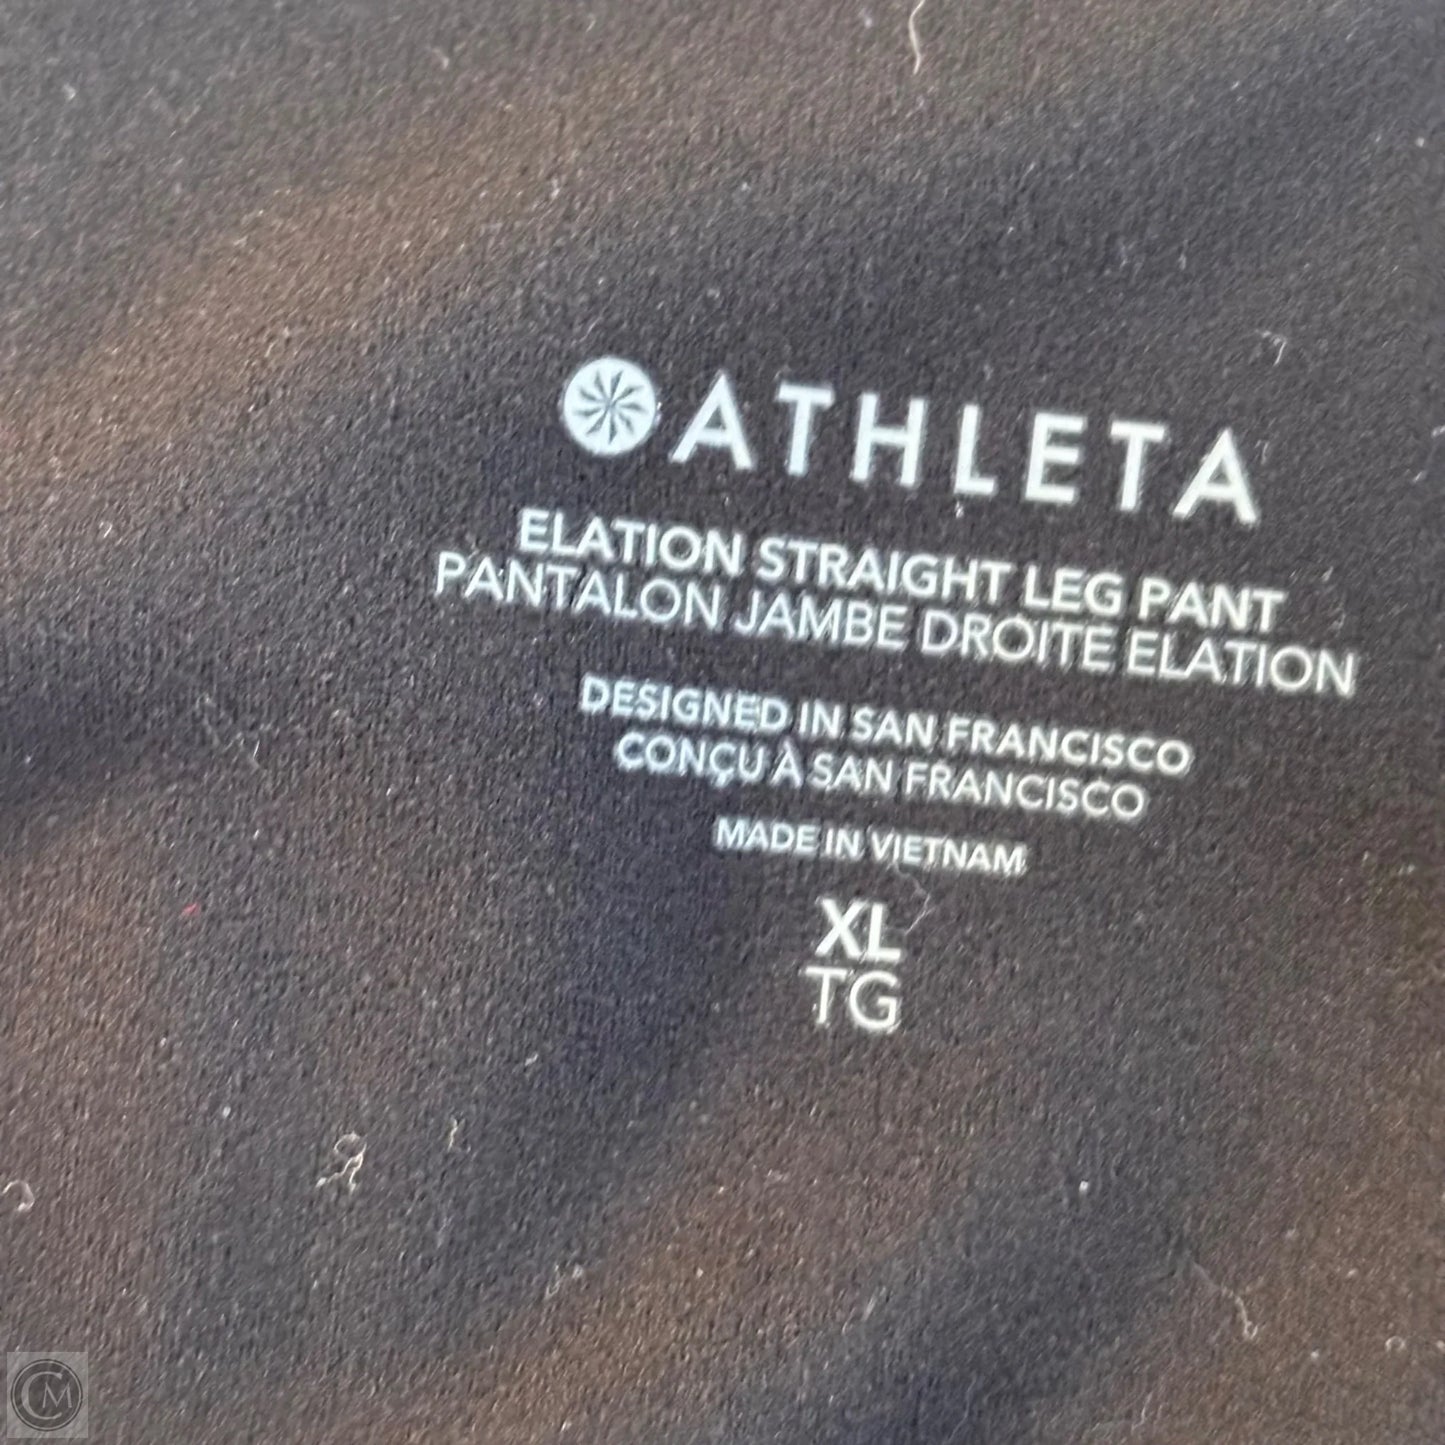 ATHLETA
ELATION STRAIGHT LEG PANT
PANTALON JAMBE DROITE ELATION
DESIGNED IN SAN FRANCISCO
CONÇU À SAN FRANCISCO
MADE IN VIETNAM
XL
TG
CM